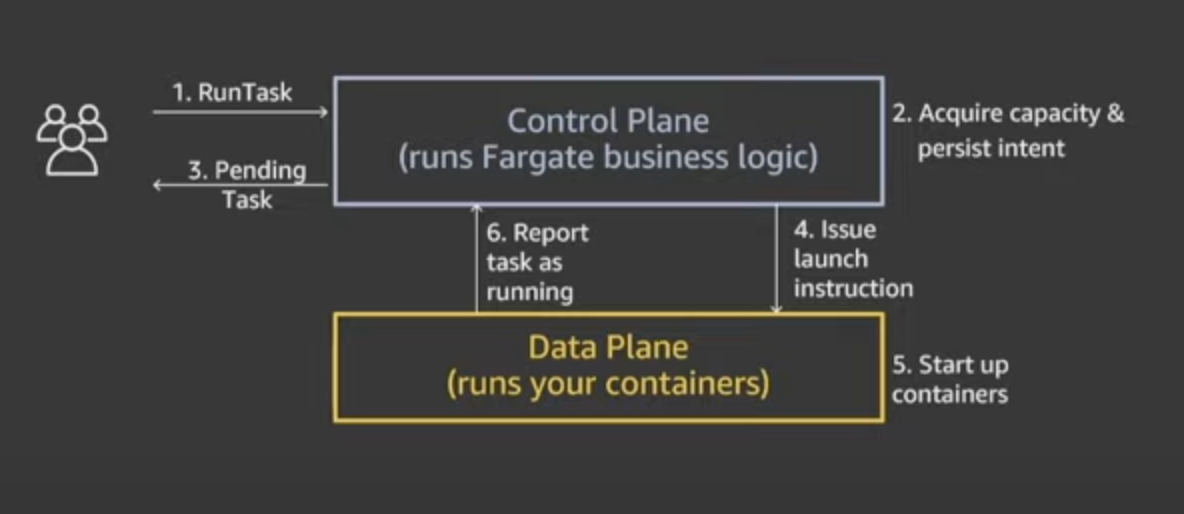 1. RunTask
Control Plane
(runs Fargate business logic)
2. Acquire capacity &
persist intent
3. Pending
Task
6. Report
task as
running
4. Issue
launch
instruction
Data Plane
(runs your containers)
5. Start up
containers